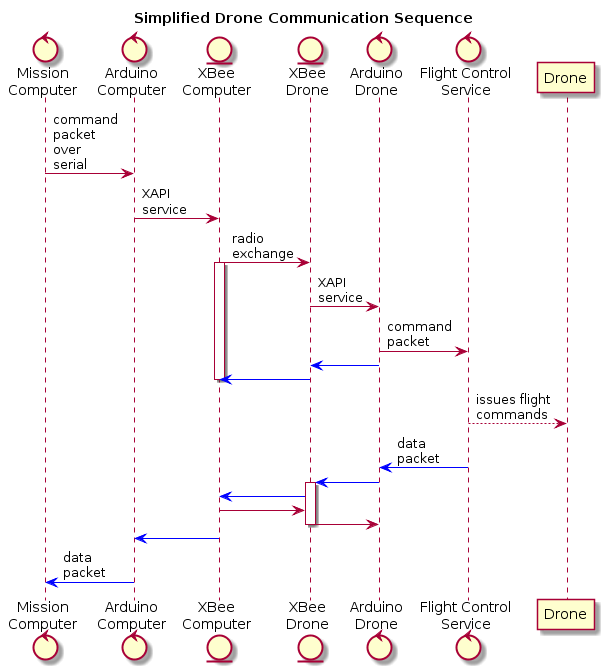 Simplified Drone Communication Sequence
Mission
Computer
Arduino
Computer
XBee
Computer
XBee
Drone
Arduino
Drone
Flight Control
Service
Drone
command
packet
over
serial
XAPI
service
radio
exchange
XAPI
service
command
packet
issues flight
commands
data
packet
data
packet
Mission
Computer
Arduino
Computer
XBee
Computer
XBee
Drone
Arduino
Drone
Flight Control
Service
Drone